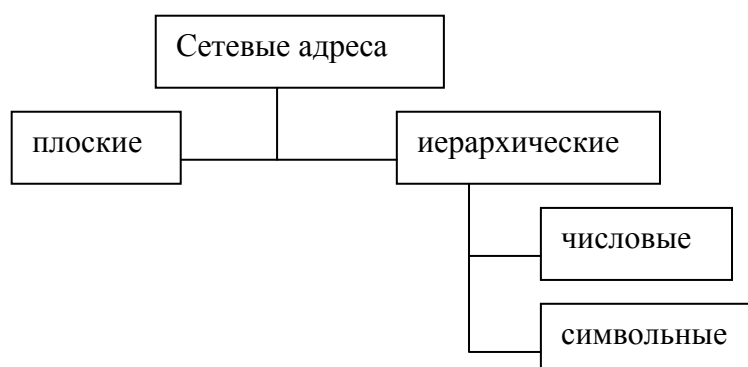 Сетевые адреса
плоские
иерархические
числовые
символьные